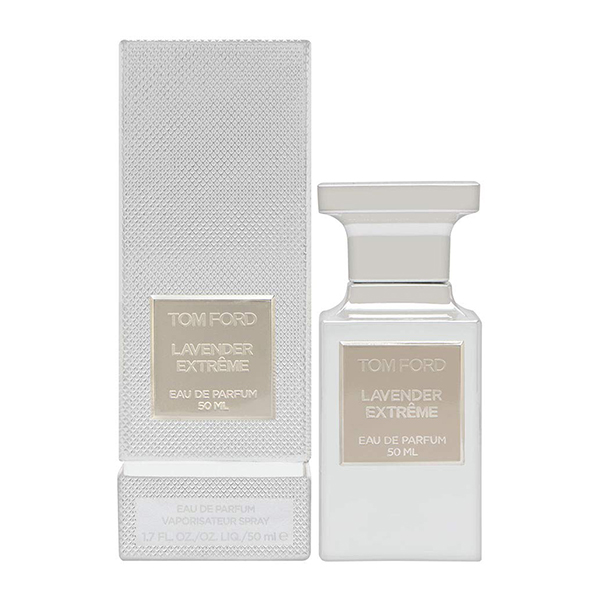 TOM FORD
LAVENDER
EXTRÊME
EAU DE PARFUM
50 ML
EAU DE PARFUM
VAPORISATEUR SPRAY
1.7 FL. OZ./OZ. LIQ./50 ml ℮
TOM FORD
LAVENDER
EXTRÊME
EAU DE PARFUM
50 ML